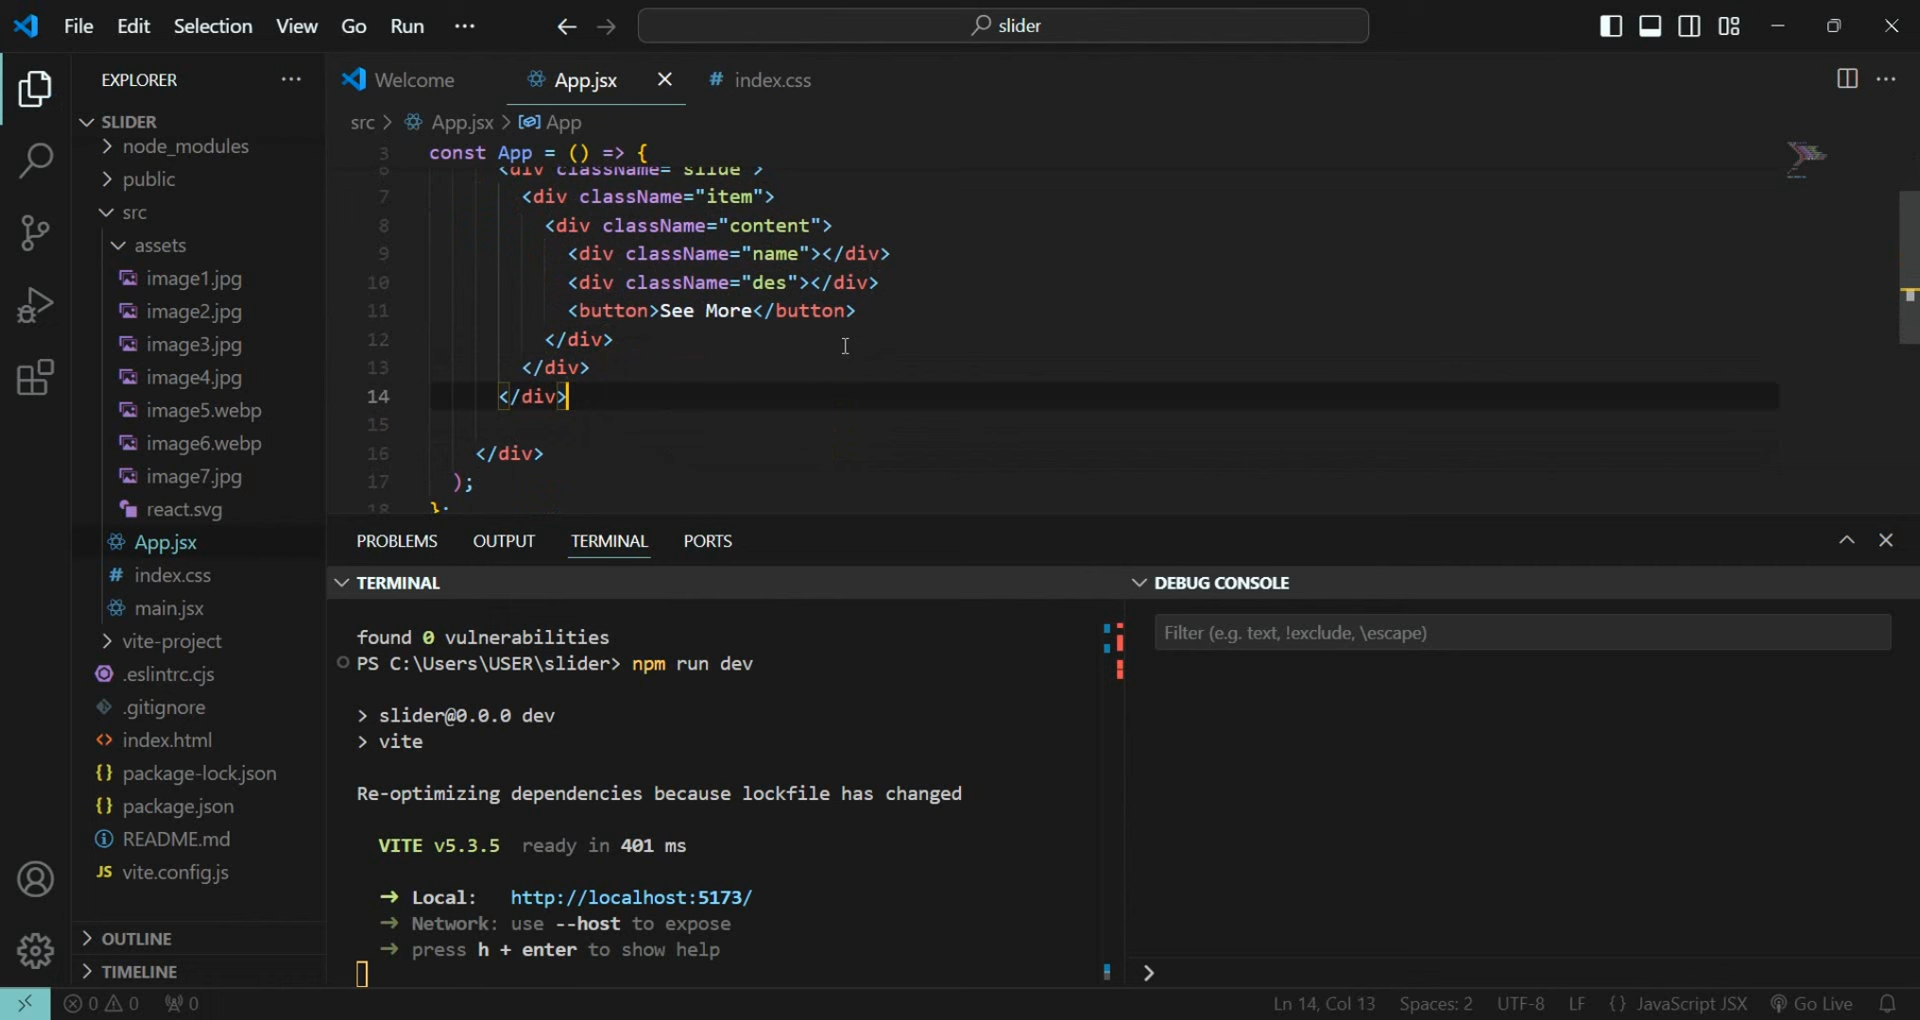 File Edit Selection View Go Run ... slider
EXPLORER ...
SLIDER
node_modules
public
src
assets
image1.jpg
image2.jpg
image3.jpg
image4.jpg
image5.webp
image6.webp
image7.jpg
react.svg
App.jsx
# index.css
main.jsx
vite-project
.eslintrc.cjs
.gitignore
<> index.html
{} package-lock.json
{} package.json
README.md
JS vite.config.js
OUTLINE
TIMELINE
Welcome App.jsx # index.css
src > App.jsx > App
3 const App = () => {
6 <div className="slide">
7 <div className="item">
8 <div className="content">
9 <div className="name"></div>
10 <div className="des"></div>
11 <button>See More</button>
12 </div>
13 </div>
14 </div>
15
16 </div>
17 );
18 };
PROBLEMS OUTPUT TERMINAL PORTS
TERMINAL
found 0 vulnerabilities
PS C:\Users\USER\slider> npm run dev
> slider@0.0.0 dev
> vite
Re-optimizing dependencies because lockfile has changed
VITE v5.3.5 ready in 401 ms
➜ Local: http://localhost:5173/
➜ Network: use --host to expose
➜ press h + enter to show help
DEBUG CONSOLE
Filter (e.g. text, !exclude, \escape)
>
0 0 0 Ln 14, Col 13 Spaces: 2 UTF-8 LF {} JavaScript JSX Go Live